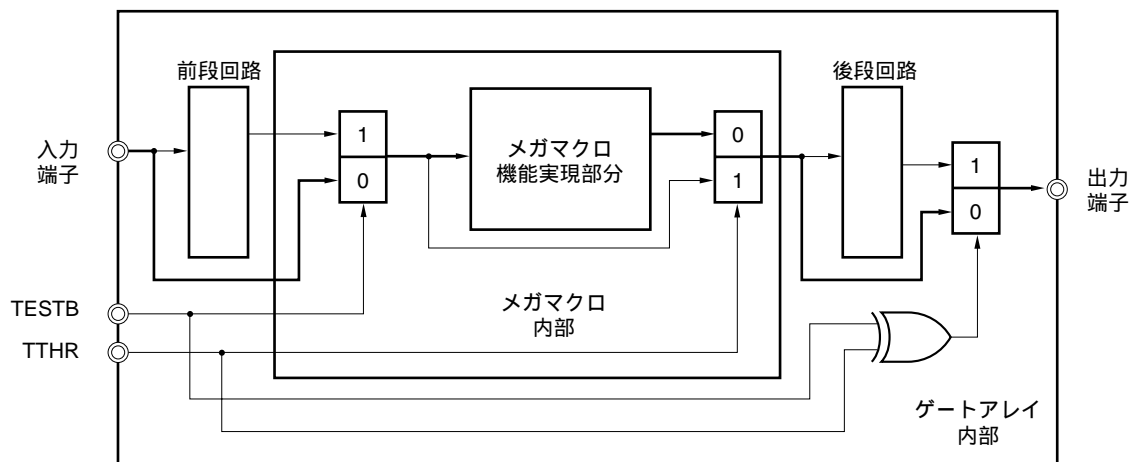 前段回路
後段回路
入力
端子
1
0
メガマクロ
機能実現部分
0
1
1
0
出力
端子
TESTB
TTHR
メガマクロ
内部
ゲートアレイ
内部